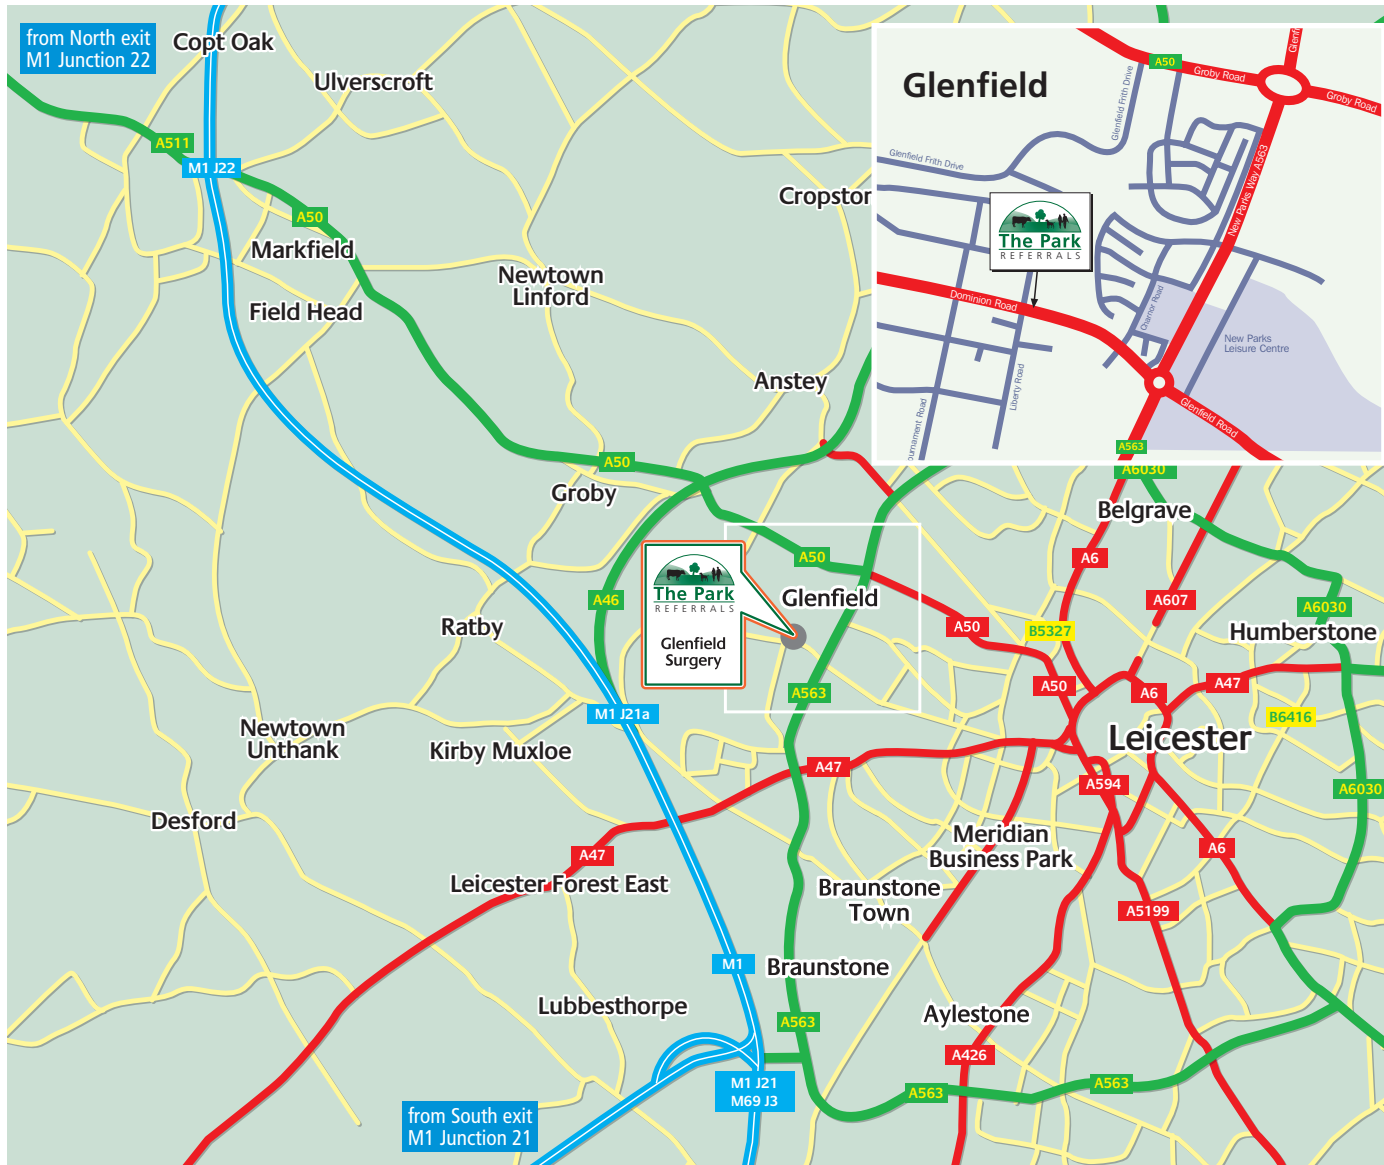 from North exit
M1 Junction 22
Copt Oak
Ulverscroft
A511
M1 J22
A50
Markfield
Newtown
Linford
Field Head
Cropston
Anstey
A50
Groby
Glenfield
A50
Groby Road
Groby Road
Glenfield Frith Drive
Glenfield Frith Drive
New Parks Way A563
The Park
REFERRALS
Dominion Road
Charnor Road
New Parks
Leisure Centre
Liberty Road
ournament Road
Glenfield Road
A563
A6030
Belgrave
A50
A6
The Park
REFERRALS
Glenfield
Surgery
A46
Glenfield
A607
A6030
Ratby
A50
B5327
Humberstone
A563
A50
A6
A47
M1 J21a
B6416
Newtown
Unthank
Kirby Muxloe
Leicester
A47
A594
A6030
Desford
Meridian
Business Park
A6
A47
Leicester Forest East
Braunstone
Town
A5199
M1
Braunstone
Lubbesthorpe
A563
Aylestone
A426
M1 J21
M69 J3
A563
A563
from South exit
M1 Junction 21